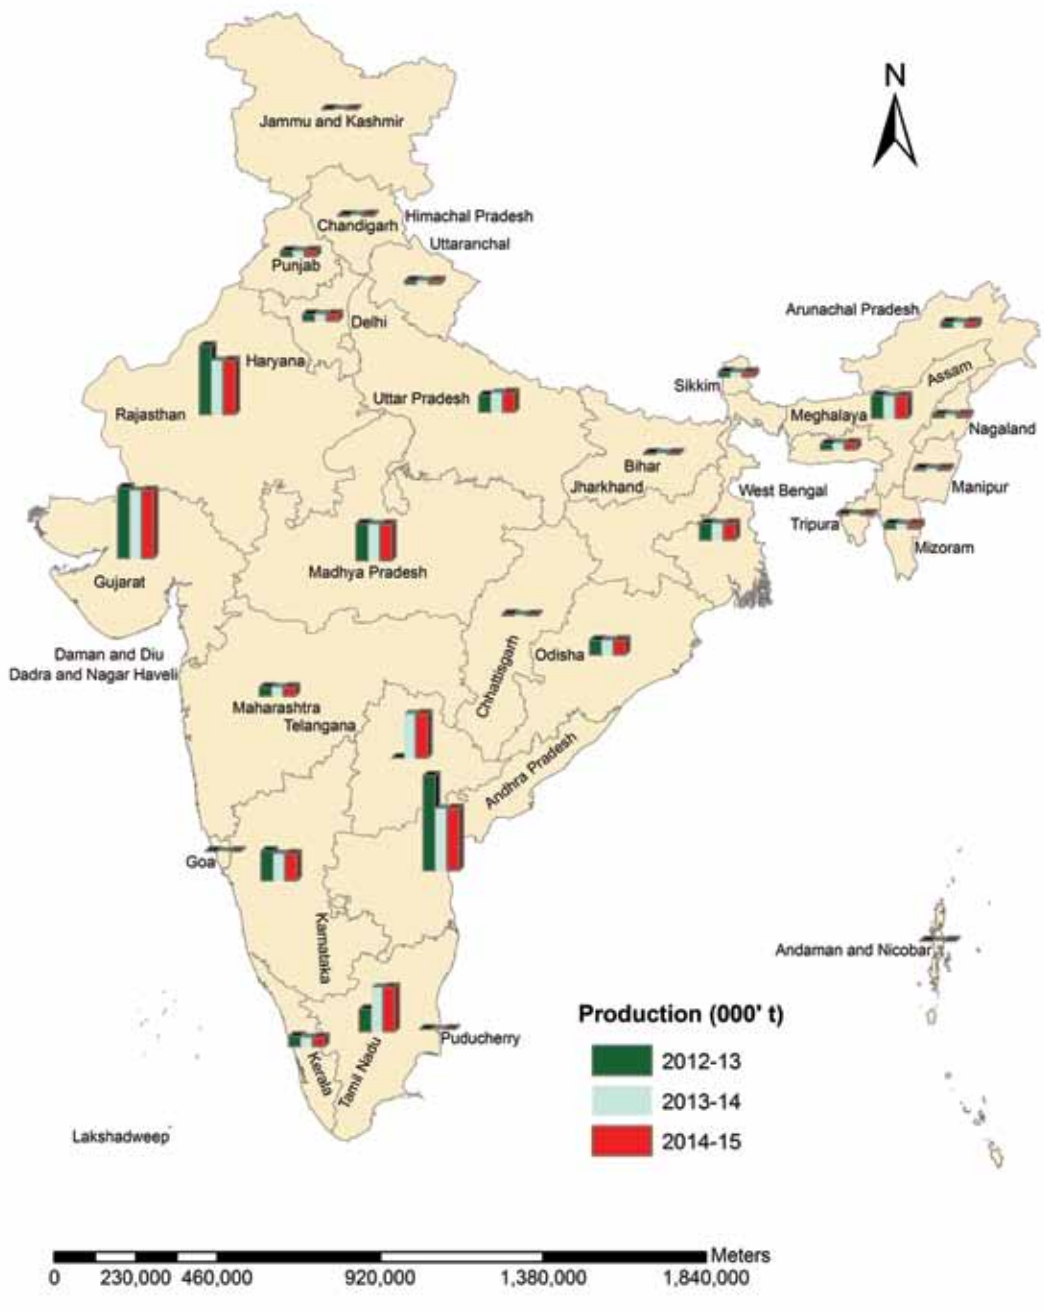 N
Jammu and Kashmir
Himachal Pradesh
Chandigarh
Uttaranchal
Punjab
Arunachal Pradesh
Delhi
Haryana
Assam
Sikkim
Uttar Pradesh
Rajasthan
Meghalaya
Nagaland
Bihar
Jharkhand
West Bengal
Manipur
Tripura
Mizoram
Madhya Pradesh
Gujarat
Daman and Diu
Dadra and Nagar Haveli
Odisha
Chhattisgarh
Maharashtra
Telangana
Andhra Pradesh
Goa
Karnataka
Andaman and Nicobar
Puducherry
Kerala
Tamil Nadu
Lakshadweep
Production (000' t)
2012-13
2013-14
2014-15
Meters
0 230,000 460,000 920,000 1,380,000 1,840,000